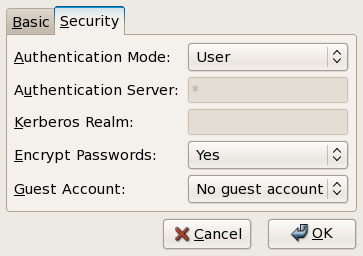 Basic Security
Authentication Mode: User
Authentication Server: *
Kerberos Realm:
Encrypt Passwords: Yes
Guest Account: No guest account
Cancel OK